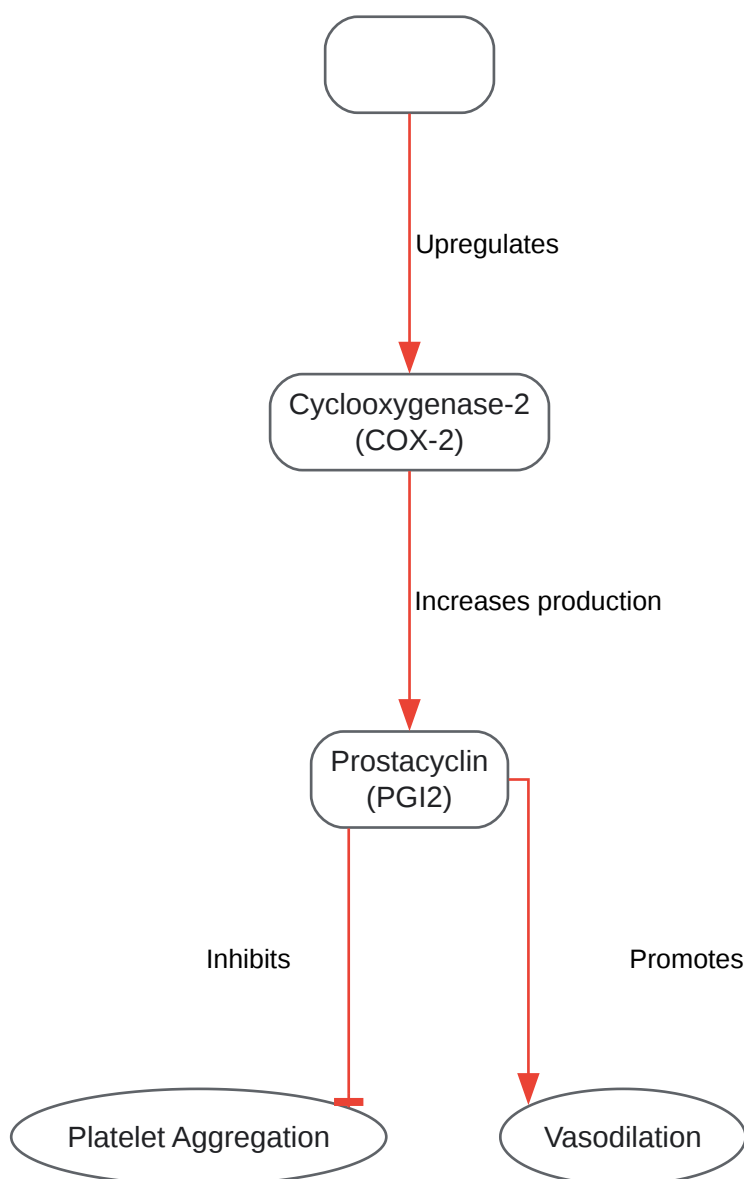 Upregulates
Cyclooxygenase-2
(COX-2)
Increases production
Prostacyclin
(PGI2)
Inhibits
Promotes
Platelet Aggregation
Vasodilation